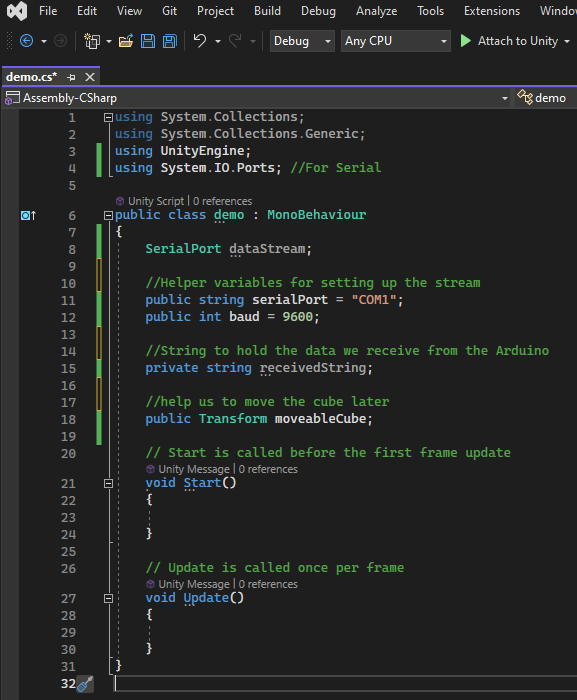 File Edit View Git Project Build Debug Analyze Tools Extensions Window
Debug Any CPU Attach to Unity
demo.cs*
Assembly-CSharp demo
1 using System.Collections;
2 using System.Collections.Generic;
3 using UnityEngine;
4 using System.IO.Ports; //For Serial
5
Unity Script | 0 references
6 public class demo : MonoBehaviour
7 {
8 SerialPort dataStream;
9
10 //Helper variables for setting up the stream
11 public string serialPort = "COM1";
12 public int baud = 9600;
13
14 //String to hold the data we receive from the Arduino
15 private string receivedString;
16
17 //help us to move the cube later
18 public Transform moveableCube;
19
20 // Start is called before the first frame update
Unity Message | 0 references
21 void Start()
22 {
23
24 }
25
26 // Update is called once per frame
Unity Message | 0 references
27 void Update()
28 {
29
30 }
31 }
32